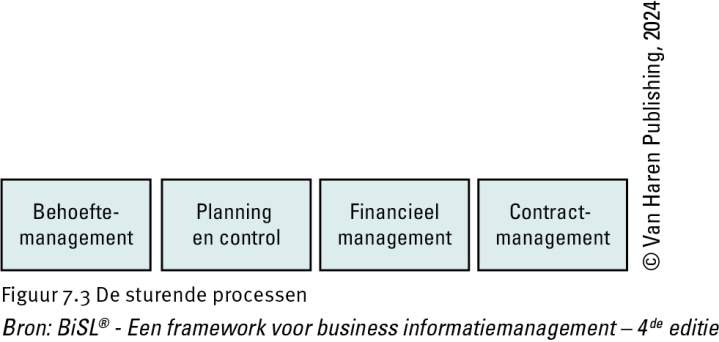 Behoefte-
management
Planning
en control
Financieel
management
Contract-
management
© Van Haren Publishing, 2024
Figuur 7.3 De sturende processen
Bron: BiSL® - Een framework voor business informatiemanagement – 4de editie